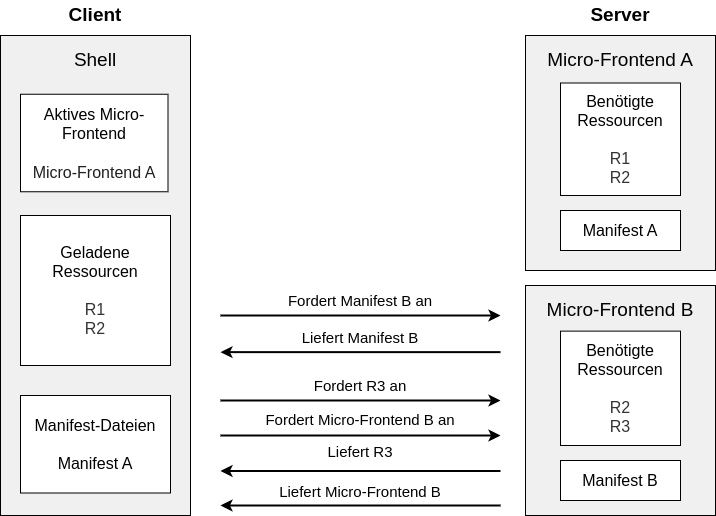 Client
Shell
Aktives Micro-
Frontend
Micro-Frontend A
Geladene
Ressourcen
R1
R2
Manifest-Dateien
Manifest A
Fordert Manifest B an
Liefert Manifest B
Fordert R3 an
Fordert Micro-Frontend B an
Liefert R3
Liefert Micro-Frontend B
Server
Micro-Frontend A
Benötigte
Ressourcen
R1
R2
Manifest A
Micro-Frontend B
Benötigte
Ressourcen
R2
R3
Manifest B